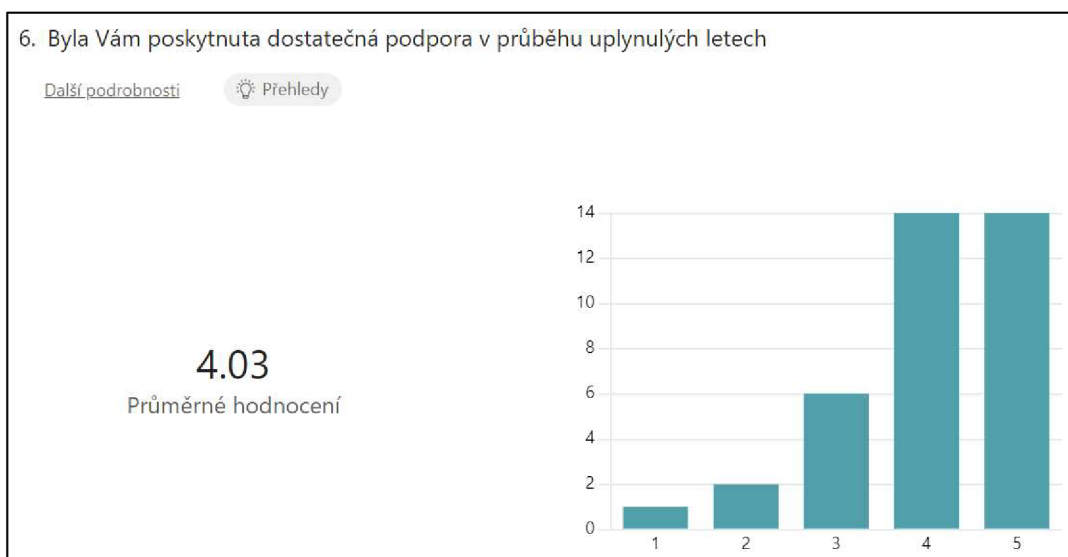 6. Byla Vám poskytnuta dostatečná podpora v průběhu uplynulých letech
Další podrobnosti
Přehledy
4.03
Průměrné hodnocení
14
12
10
8
6
4
2
0
1 2 3 4 5